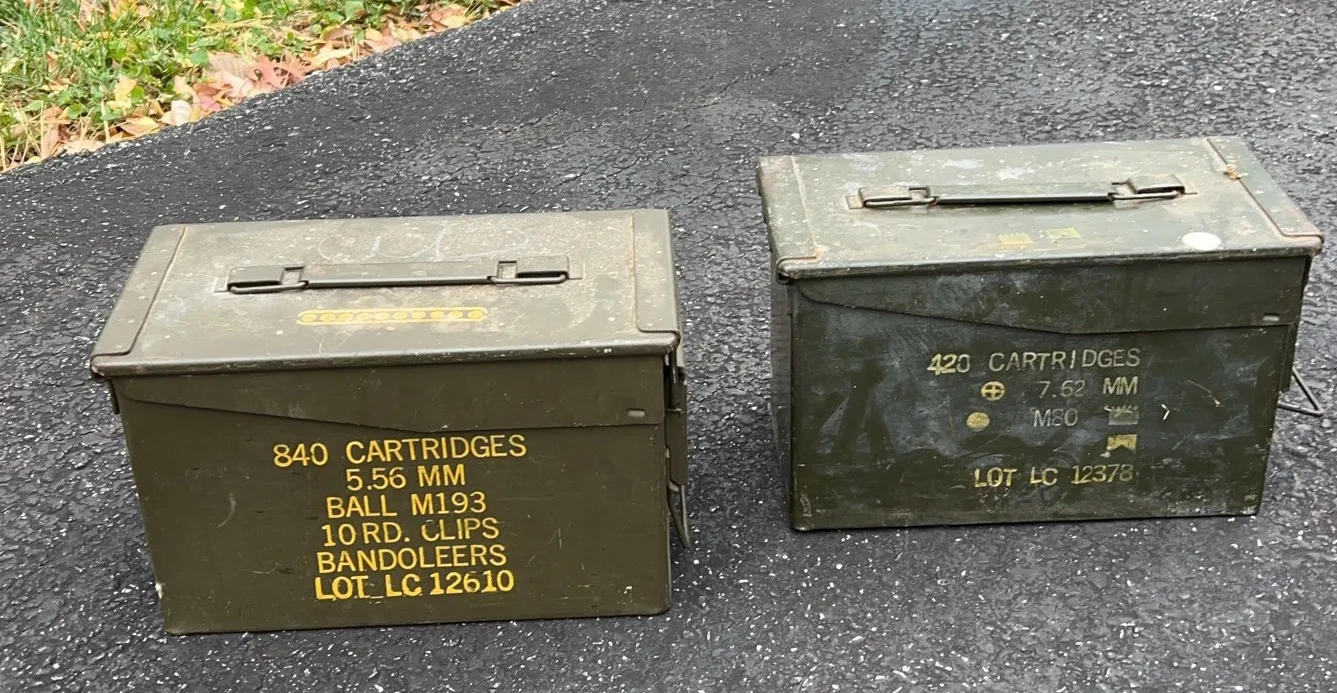 840 CARTRIDGES
5.56 MM
BALL M193
10 RD. CLIPS
BANDOLEERS
LOT LC 12610
420 CARTRIDGES
7.62 MM
M80
LOT LC 12378